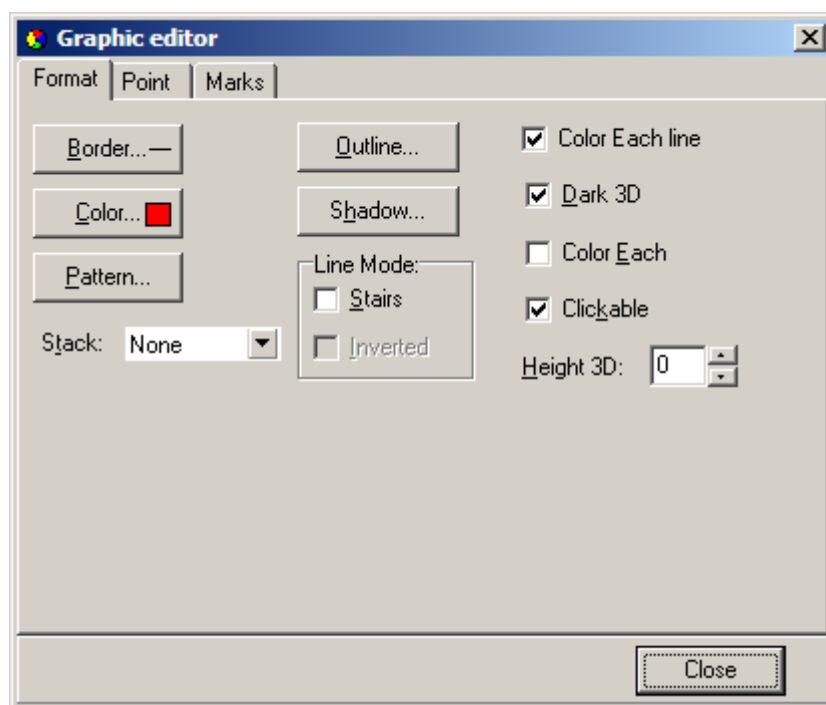 Graphic editor
Format Point Marks
Border...
Outline...
Color Each line
Color...
Shadow...
Dark 3D
Pattern...
Line Mode:
Color Each
Stairs
Clickable
Stack: None
Inverted
Height 3D: 0
Close